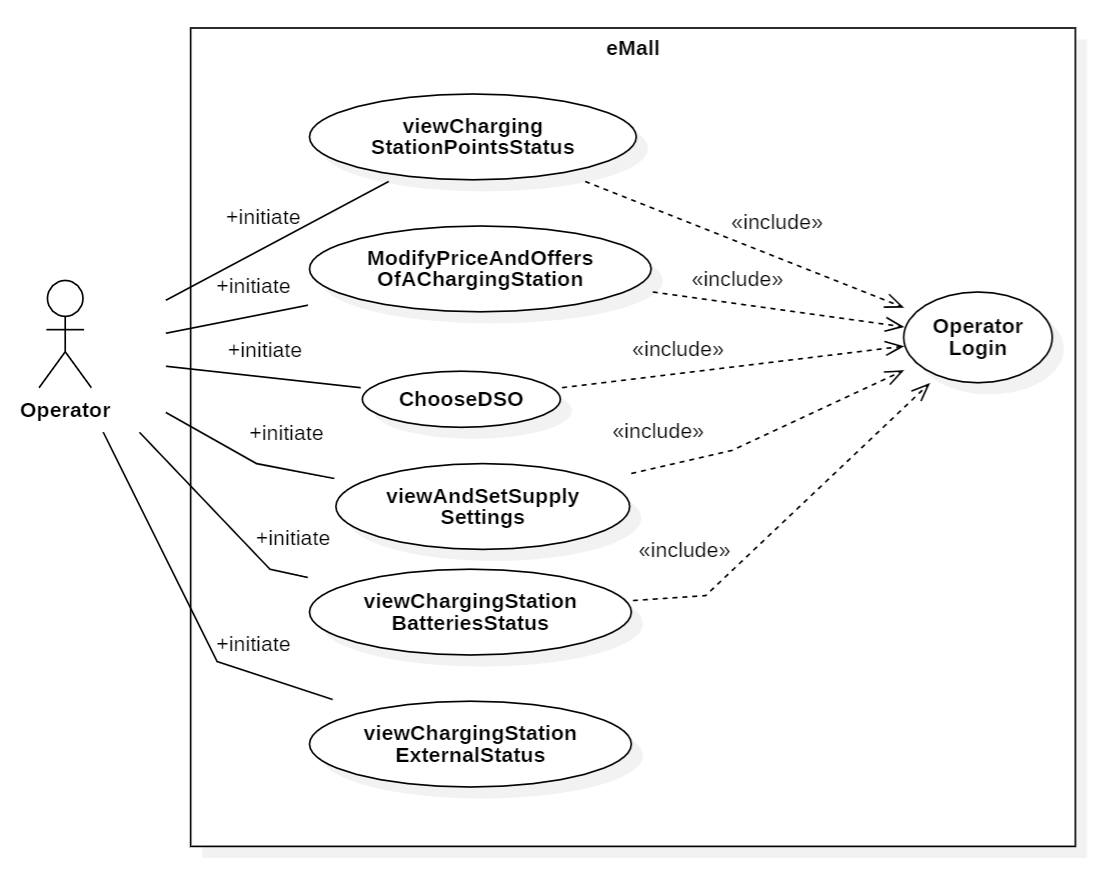 eMall
viewCharging
StationPointsStatus
+initiate
«include»
ModifyPriceAndOffers
OfAChargingStation
+initiate
«include»
Operator
Login
+initiate
«include»
ChooseDSO
Operator
+initiate
«include»
viewAndSetSupply
Settings
+initiate
«include»
viewChargingStation
BatteriesStatus
+initiate
viewChargingStation
ExternalStatus